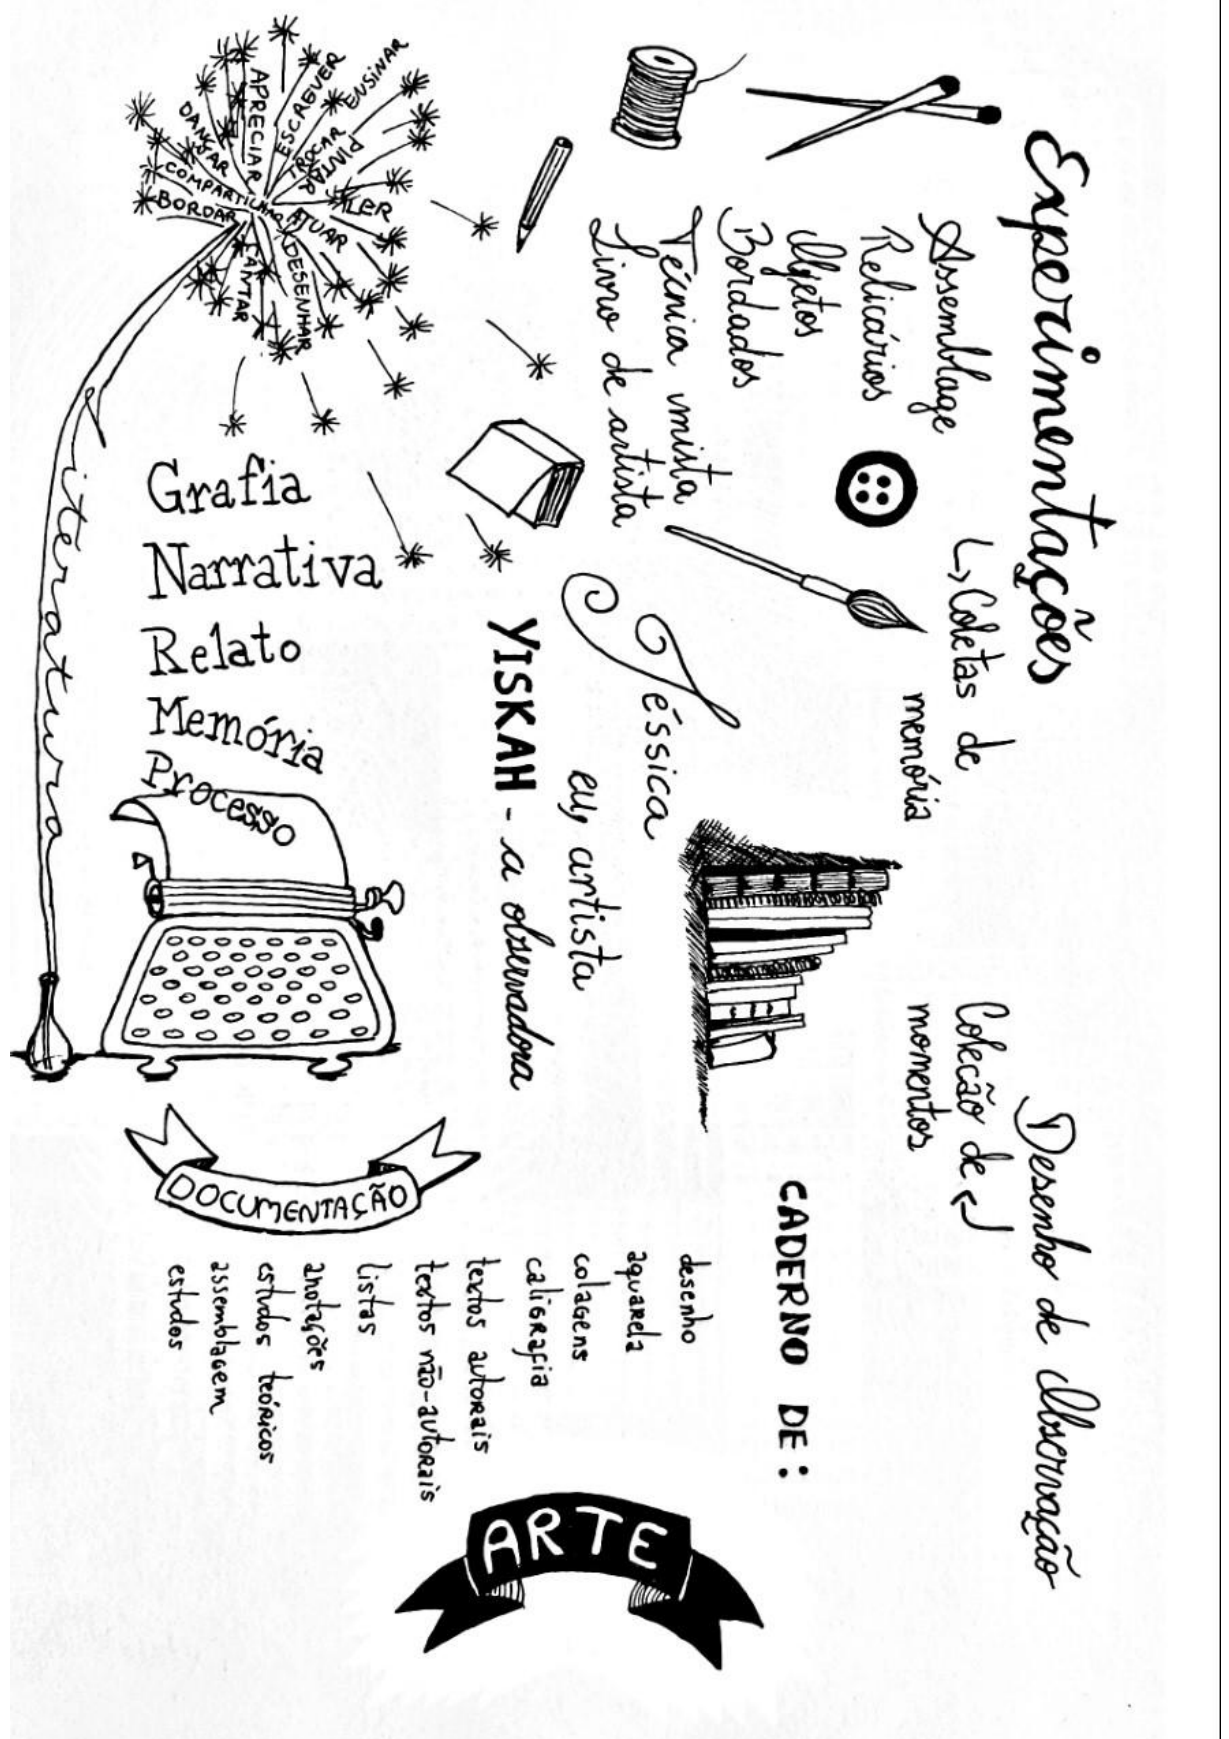 Experimentações
Assemblage
Relicários
Objetos
Bordados
Técnica mista
Livro de artista
Coletas de
memória
Desenho de Observação
Coleção de
momentos
APRECIAR
ESCREVER
ENSINAR
TROCAR
PINTAR
DANÇAR
COMPARTILHAR
BORDAR
LER
ATUAR
DESENHAR
CANTAR
Literatura
Grafia
Narrativa
Relato
Memória
Processo
Jéssica
eu, artista
YISKAH - a observadora
DOCUMENTAÇÃO
CADERNO DE:
desenho
aquarela
colagens
caligrafia
textos autorais
textos não-autorais
listas
anotações
estudos teóricos
assemblagem
estudos
ARTE